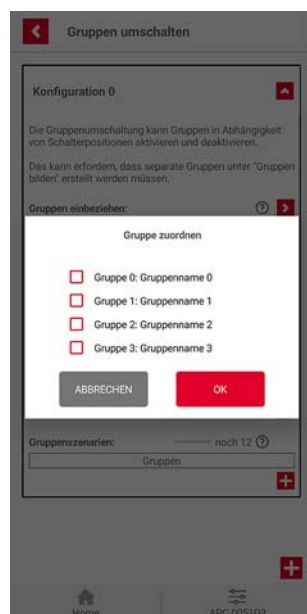 Gruppen umschalten
Konfiguration 0
Die Gruppenumschaltung kann Gruppen in Abhängigkeit
von Schalterpositionen aktivieren und deaktivieren.
Das kann erfordern, dass separate Gruppen unter "Gruppen
bilden" erstellt werden müssen.
Gruppen einbeziehen:
Gruppe zuordnen
Gruppe 0: Gruppenname 0
Gruppe 1: Gruppenname 1
Gruppe 2: Gruppenname 2
Gruppe 3: Gruppenname 3
ABBRECHEN OK
Gruppenszenarien: noch 12
Gruppen
Home